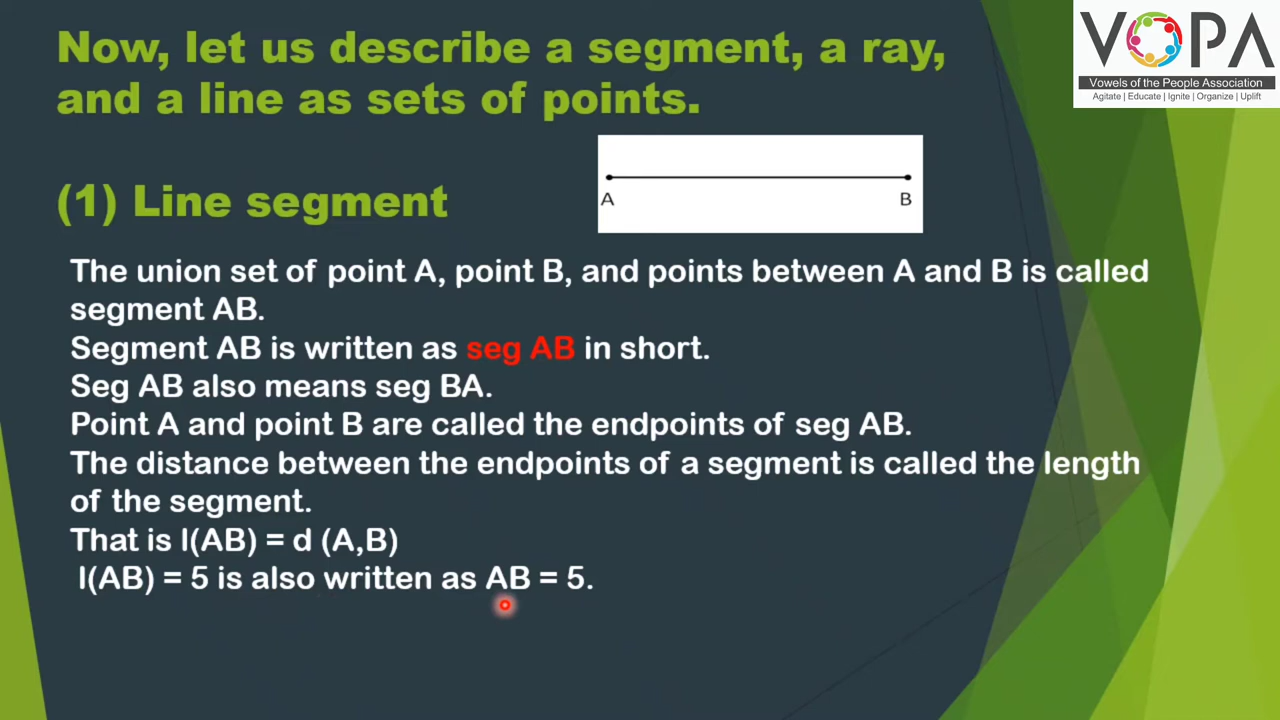 Now, let us describe a segment, a ray,
and a line as sets of points.
VOPA
Vowels of the People Association
Agitate | Educate | Ignite | Organize | Uplift
(1) Line segment
A B
The union set of point A, point B, and points between A and B is called
segment AB.
Segment AB is written as seg AB in short.
Seg AB also means seg BA.
Point A and point B are called the endpoints of seg AB.
The distance between the endpoints of a segment is called the length
of the segment.
That is l(AB) = d (A,B)
l(AB) = 5 is also written as AB = 5.